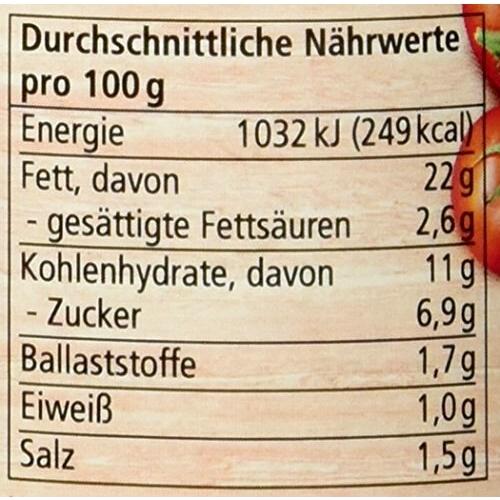 Durchschnittliche Nährwerte
pro 100 g
Energie 1032 kJ (249 kcal)
Fett, davon 22 g
- gesättigte Fettsäuren 2,6 g
Kohlenhydrate, davon 11 g
- Zucker 6,9 g
Ballaststoffe 1,7 g
Eiweiß 1,0 g
Salz 1,5 g